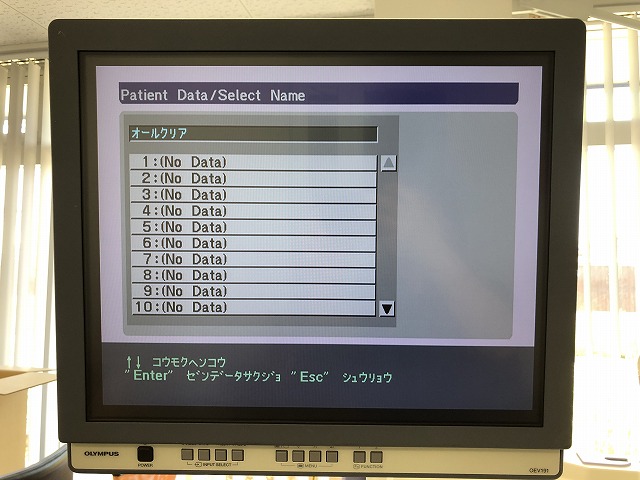 Patient Data/Select Name
オールクリア
1:(No Data)
2:(No Data)
3:(No Data)
4:(No Data)
5:(No Data)
6:(No Data)
7:(No Data)
8:(No Data)
9:(No Data)
10:(No Data)
↑↓ コウモクヘンコウ
"Enter" ゼンデータサクジョ "Esc" シュウリョウ
OLYMPUS
POWER
INPUT SELECT
MENU
FUNCTION
OEV191